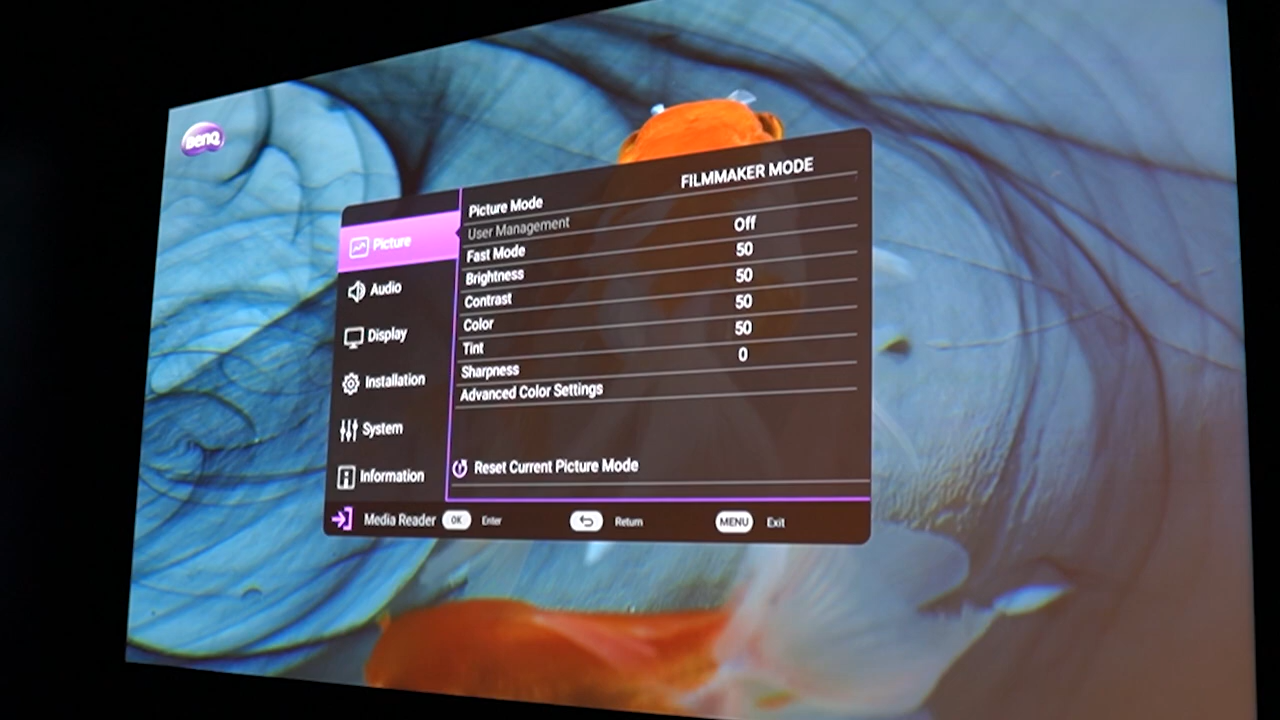 BenQ
Picture
Audio
Display
Installation
System
Information
Media Reader
Picture Mode FILMMAKER MODE
User Management
Fast Mode Off
Brightness 50
Contrast 50
Color 50
Tint 50
Sharpness 0
Advanced Color Settings
Reset Current Picture Mode
OK Enter Return MENU Exit